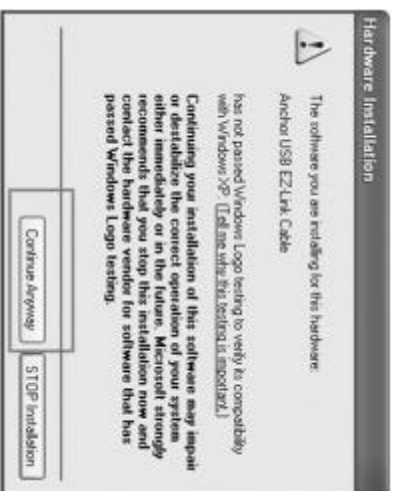 Hardware Installation
The software you are installing for this hardware:
Anchor USB EZ-Link Cable
has not passed Windows Logo testing to verify its compatibility
with Windows XP. (Tell me why this testing is important.)
Continuing your installation of this software may impair
or destabilize the correct operation of your system
either immediately or in the future. Microsoft strongly
recommends that you stop this installation now and
contact the hardware vendor for software that has
passed Windows Logo testing.
Continue Anyway
STOP Installation